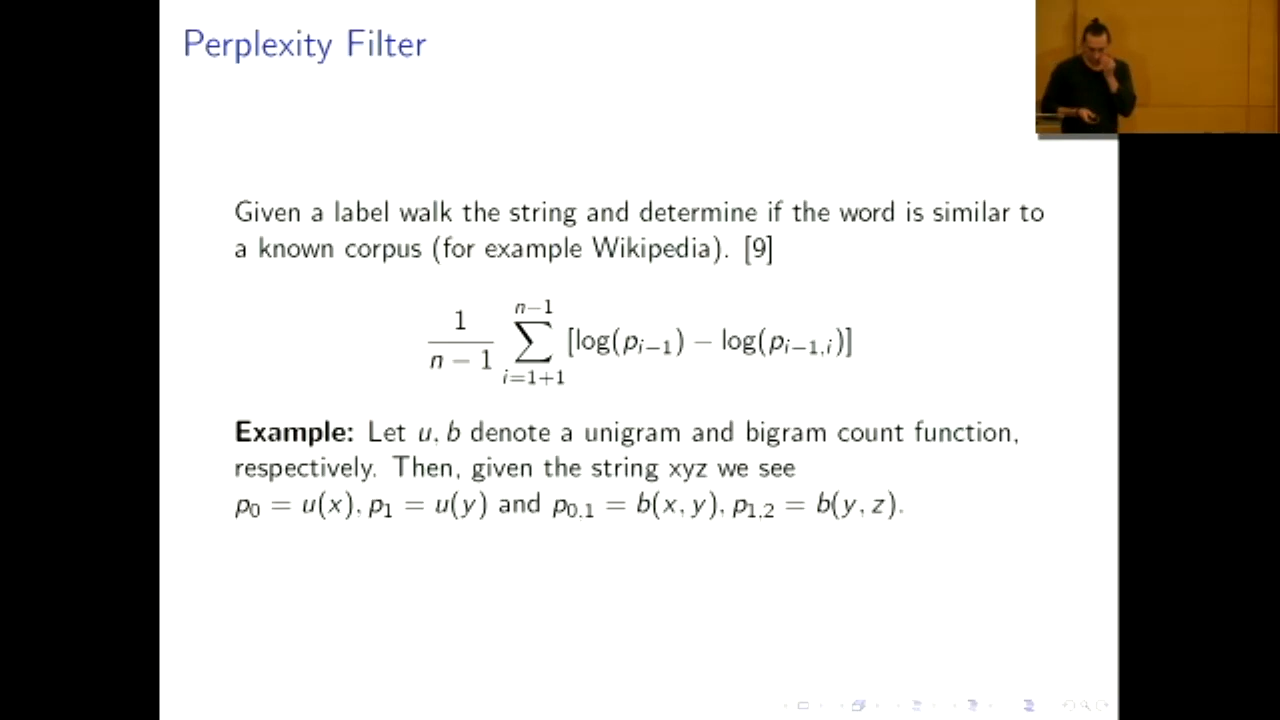 Perplexity Filter
Given a label walk the string and determine if the word is similar to
a known corpus (for example Wikipedia). [9]
1/(n − 1) ∑_{i=1+1}^{n−1} [log(p_{i−1}) − log(p_{i−1,i})]
Example: Let u, b denote a unigram and bigram count function,
respectively. Then, given the string xyz we see
p_0 = u(x), p_1 = u(y) and p_{0,1} = b(x, y), p_{1,2} = b(y, z).